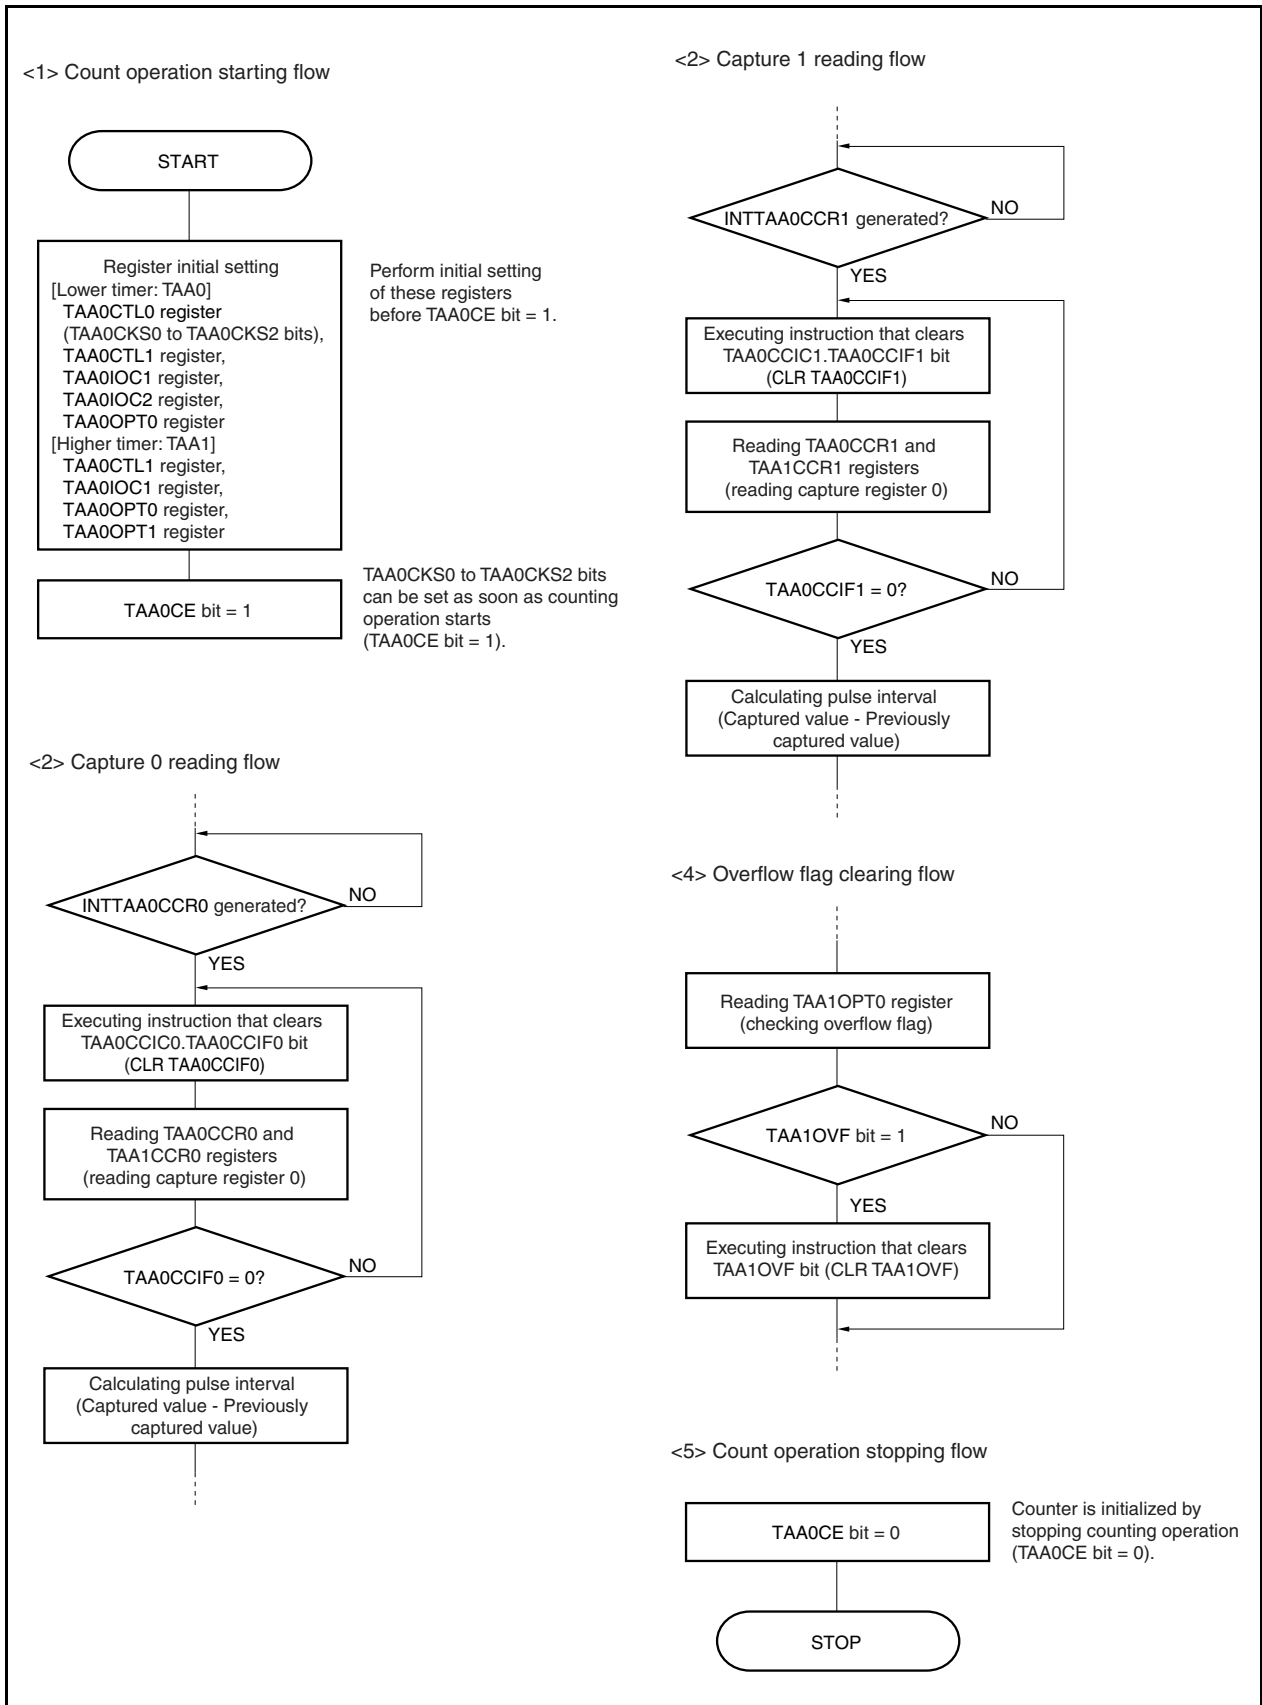 <1> Count operation starting flow
START
Register initial setting
[Lower timer: TAA0]
TAA0CTL0 register
(TAA0CKS0 to TAA0CKS2 bits),
TAA0CTL1 register,
TAA0IOC1 register,
TAA0IOC2 register,
TAA0OPT0 register
[Higher timer: TAA1]
TAA0CTL1 register,
TAA0IOC1 register,
TAA0OPT0 register,
TAA0OPT1 register
Perform initial setting
of these registers
before TAA0CE bit = 1.
TAA0CE bit = 1
TAA0CKS0 to TAA0CKS2 bits
can be set as soon as counting
operation starts
(TAA0CE bit = 1).
<2> Capture 0 reading flow
INTTAA0CCR0 generated?
NO
YES
Executing instruction that clears
TAA0CCIC0.TAA0CCIF0 bit
(CLR TAA0CCIF0)
Reading TAA0CCR0 and
TAA1CCR0 registers
(reading capture register 0)
TAA0CCIF0 = 0?
NO
YES
Calculating pulse interval
(Captured value - Previously
captured value)
<2> Capture 1 reading flow
INTTAA0CCR1 generated?
NO
YES
Executing instruction that clears
TAA0CCIC1.TAA0CCIF1 bit
(CLR TAA0CCIF1)
Reading TAA0CCR1 and
TAA1CCR1 registers
(reading capture register 0)
TAA0CCIF1 = 0?
NO
YES
Calculating pulse interval
(Captured value - Previously
captured value)
<4> Overflow flag clearing flow
Reading TAA1OPT0 register
(checking overflow flag)
TAA1OVF bit = 1
NO
YES
Executing instruction that clears
TAA1OVF bit (CLR TAA1OVF)
<5> Count operation stopping flow
TAA0CE bit = 0
Counter is initialized by
stopping counting operation
(TAA0CE bit = 0).
STOP